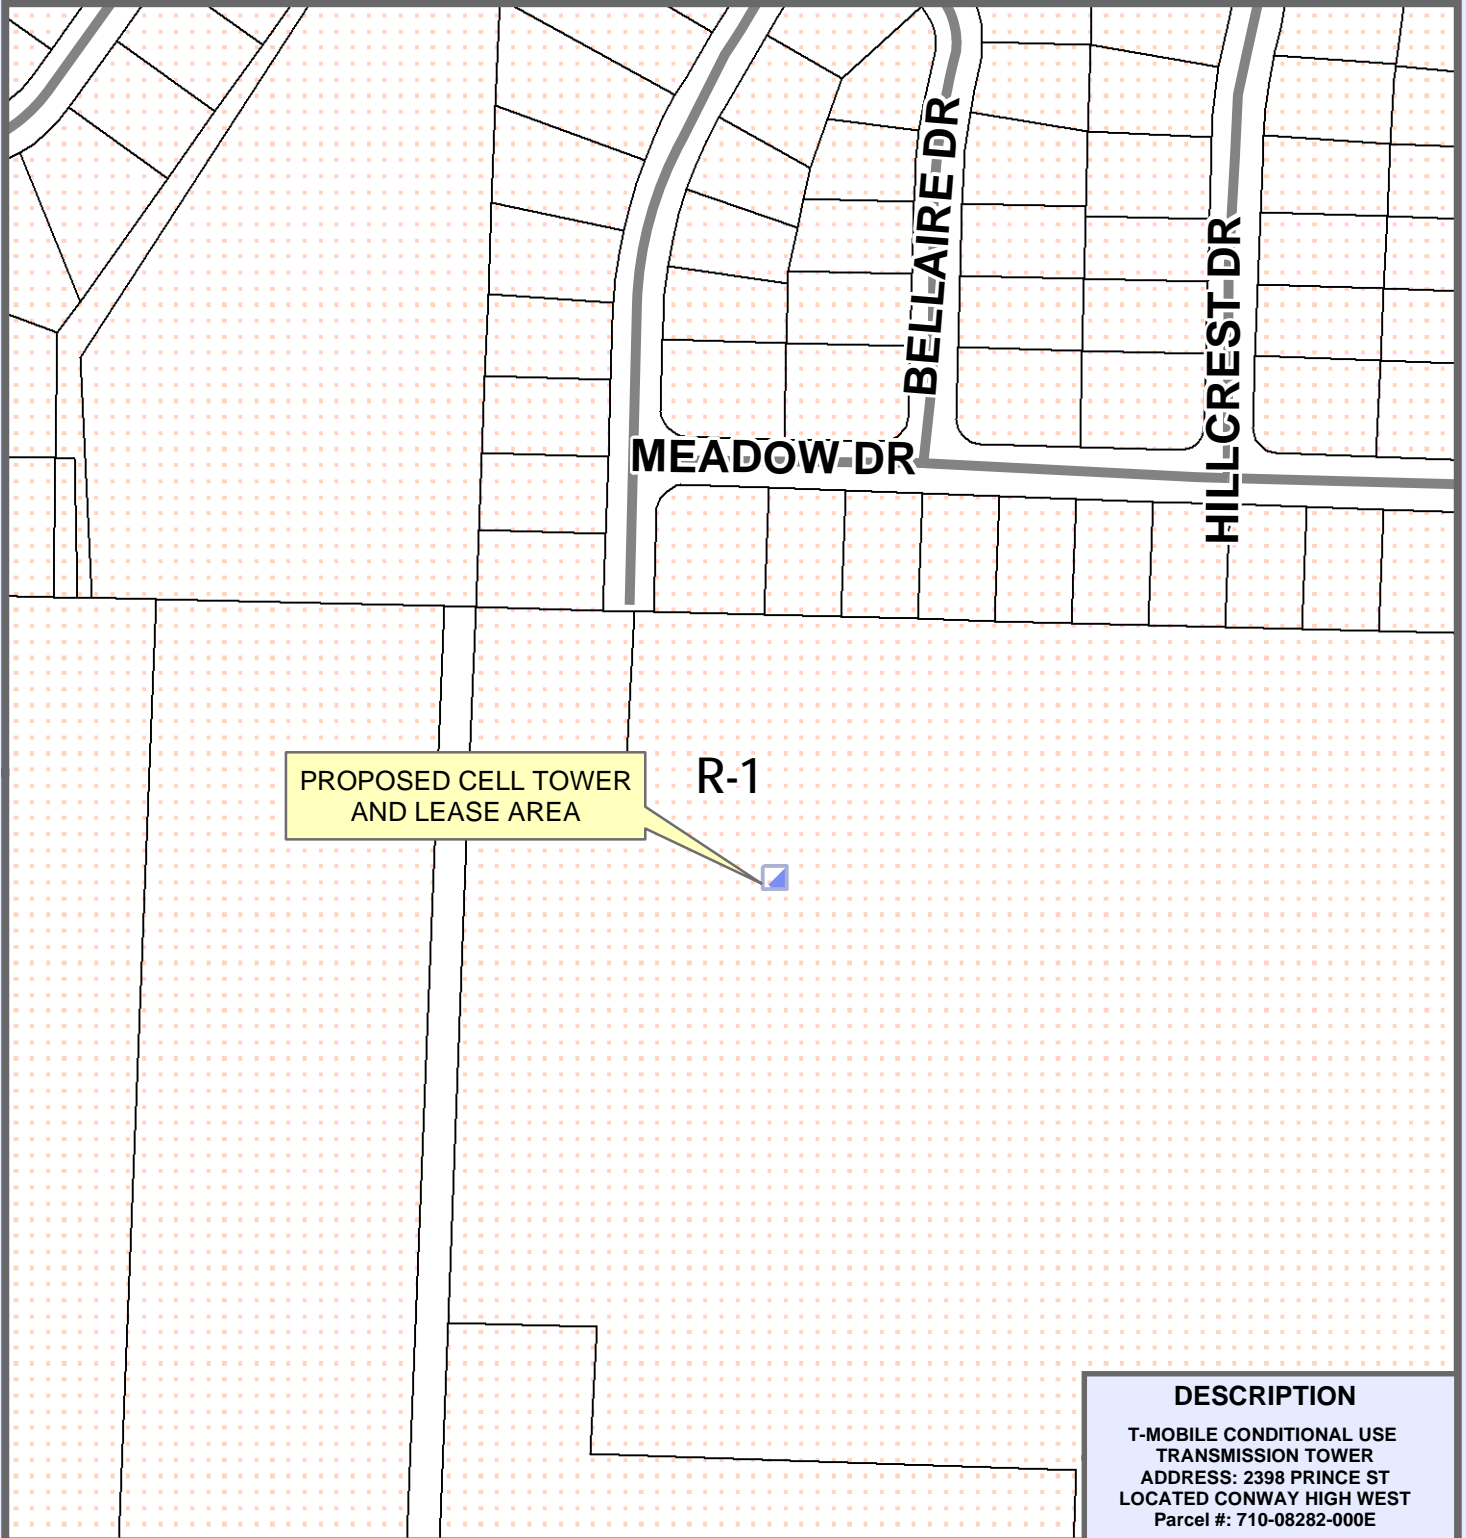 BELLAIRE DR
HILLCREST DR
MEADOW DR
PROPOSED CELL TOWER
AND LEASE AREA
R-1
DESCRIPTION
T-MOBILE CONDITIONAL USE
TRANSMISSION TOWER
ADDRESS: 2398 PRINCE ST
LOCATED CONWAY HIGH WEST
Parcel #: 710-08282-000E